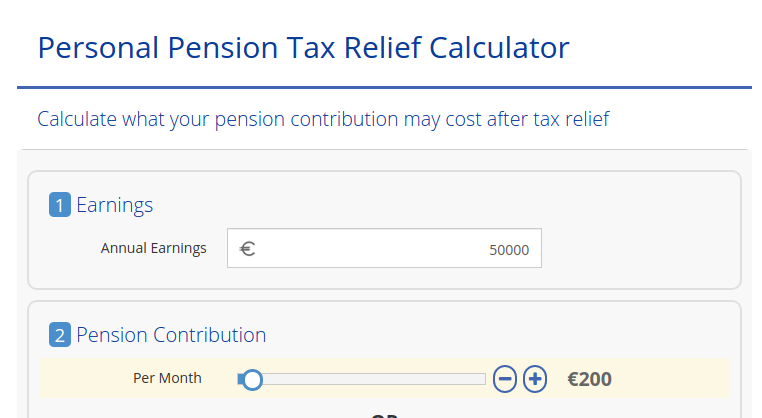 Personal Pension Tax Relief Calculator
Calculate what your pension contribution may cost after tax relief
1 Earnings
Annual Earnings € 50000
2 Pension Contribution
Per Month €200